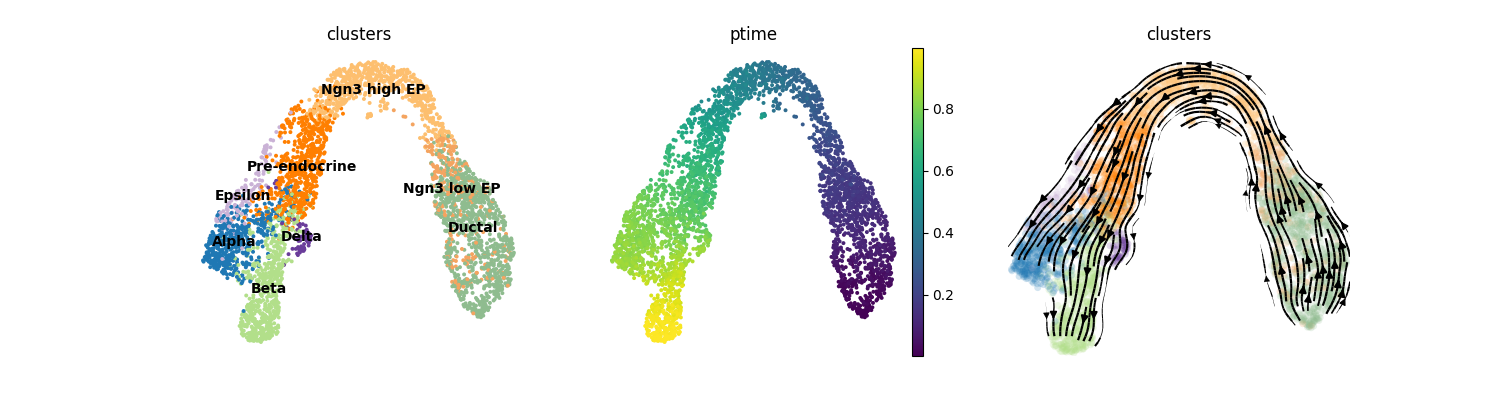 clusters
Ngn3 high EP
Pre-endocrine
Ngn3 low EP
Epsilon
Ductal
Delta
Alpha
Beta
ptime
0.8
0.6
0.4
0.2
clusters